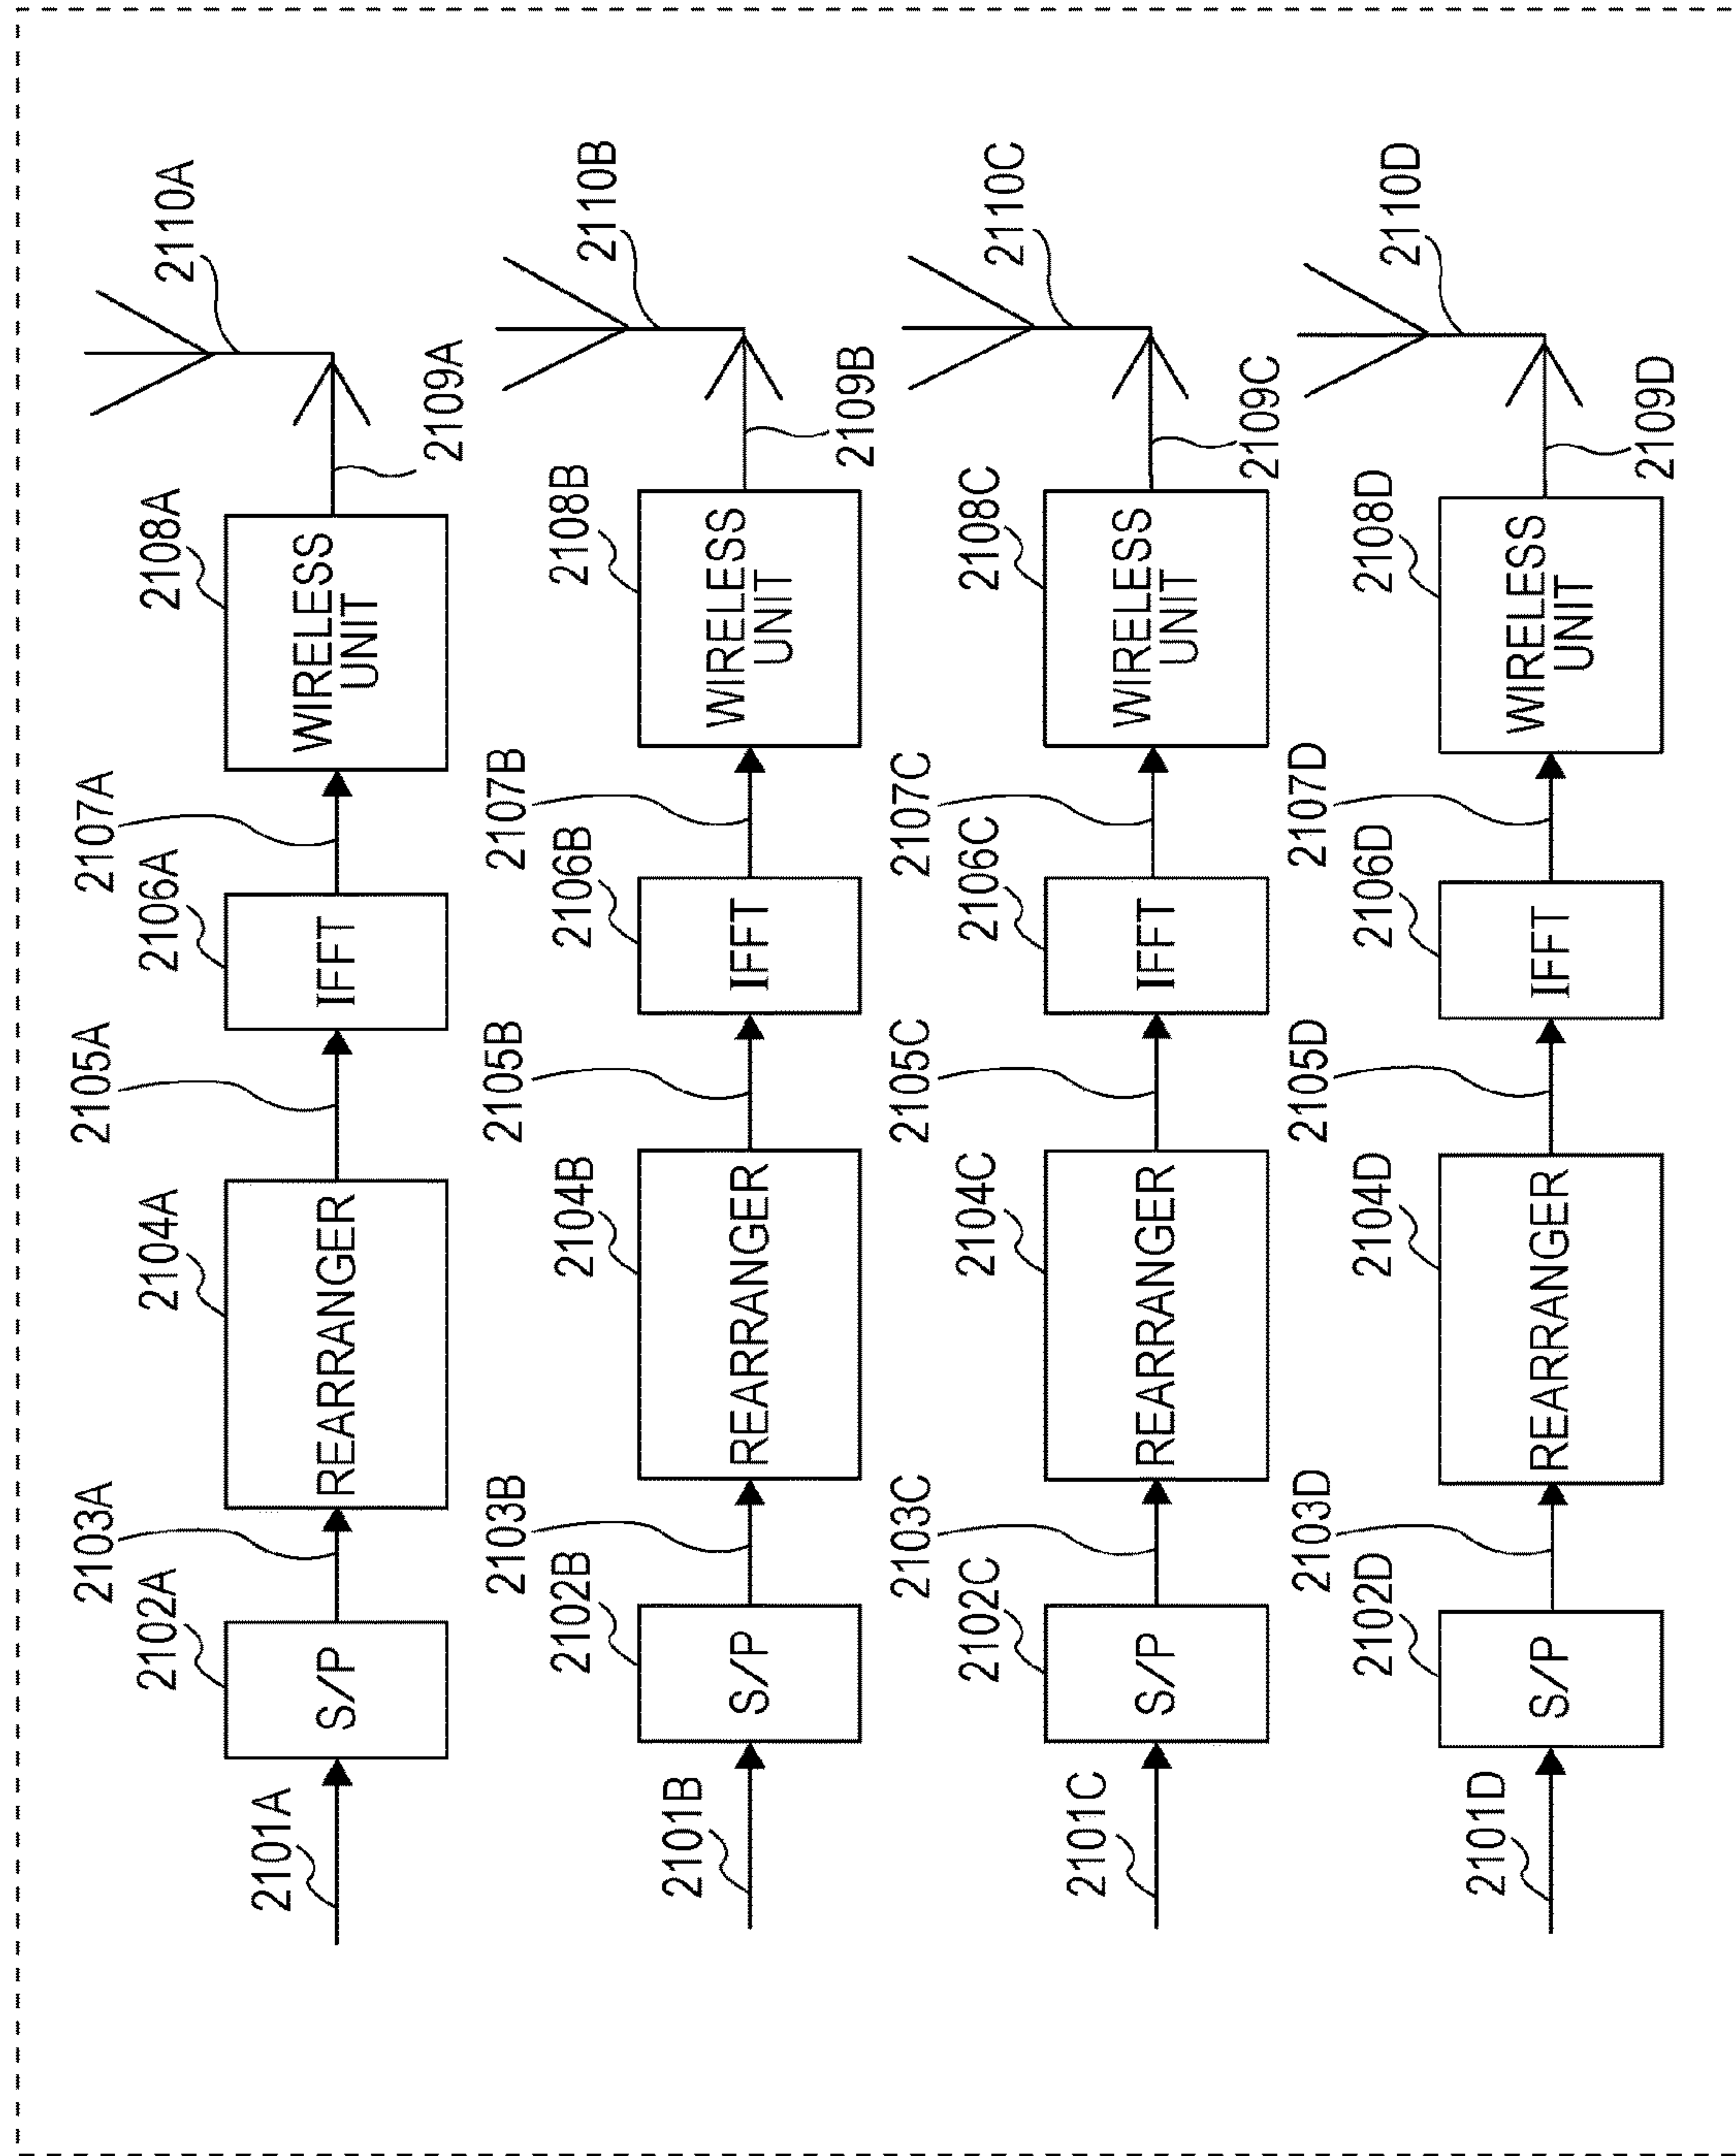 2101A
2102A
S/P
2103A
2104A
REARRANGER
2105A
2106A
IFFT
2107A
2108A
WIRELESS
UNIT
2109A
2110A
2101B
2102B
S/P
2103B
2104B
REARRANGER
2105B
2106B
IFFT
2107B
2108B
WIRELESS
UNIT
2109B
2110B
2101C
2102C
S/P
2103C
2104C
REARRANGER
2105C
2106C
IFFT
2107C
2108C
WIRELESS
UNIT
2109C
2110C
2101D
2102D
S/P
2103D
2104D
REARRANGER
2105D
2106D
IFFT
2107D
2108D
WIRELESS
UNIT
2109D
2110D